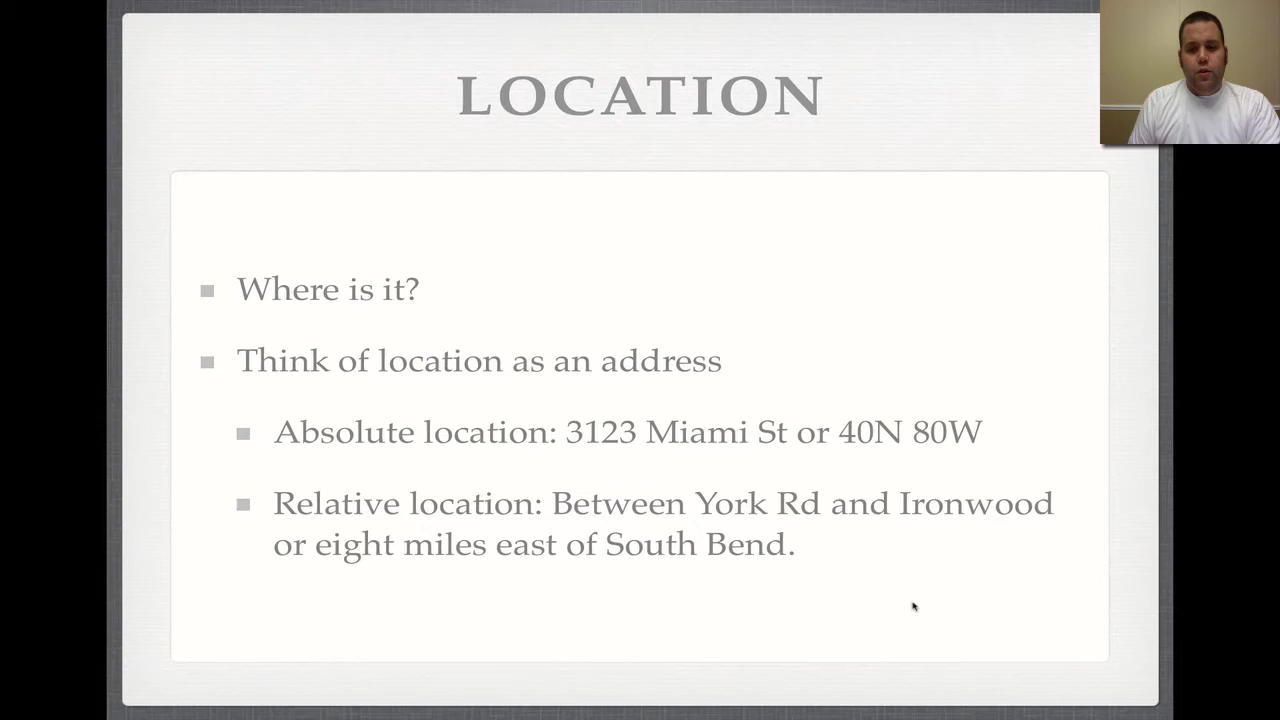 LOCATION
Where is it?
Think of location as an address
Absolute location: 3123 Miami St or 40N 80W
Relative location: Between York Rd and Ironwood
or eight miles east of South Bend.